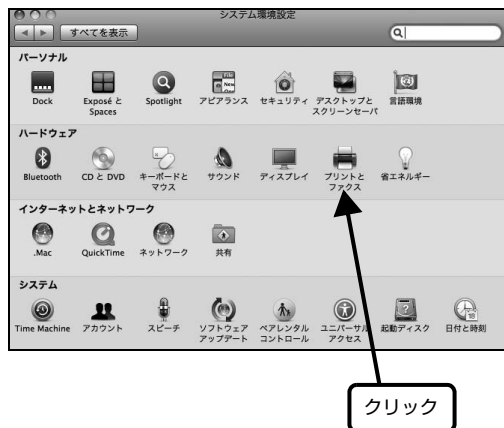 システム環境設定
すべてを表示
パーソナル
Dock
Exposé と
Spaces
Spotlight
アピアランス
セキュリティ
デスクトップと
スクリーンセーバ
言語環境
ハードウェア
Bluetooth
CD と DVD
キーボードと
マウス
サウンド
ディスプレイ
プリントと
ファクス
省エネルギー
インターネットとネットワーク
.Mac
QuickTime
ネットワーク
共有
システム
Time Machine
アカウント
スピーチ
ソフトウェア
アップデート
ペアレンタル
コントロール
ユニバーサル
アクセス
起動ディスク
日付と時刻
クリック